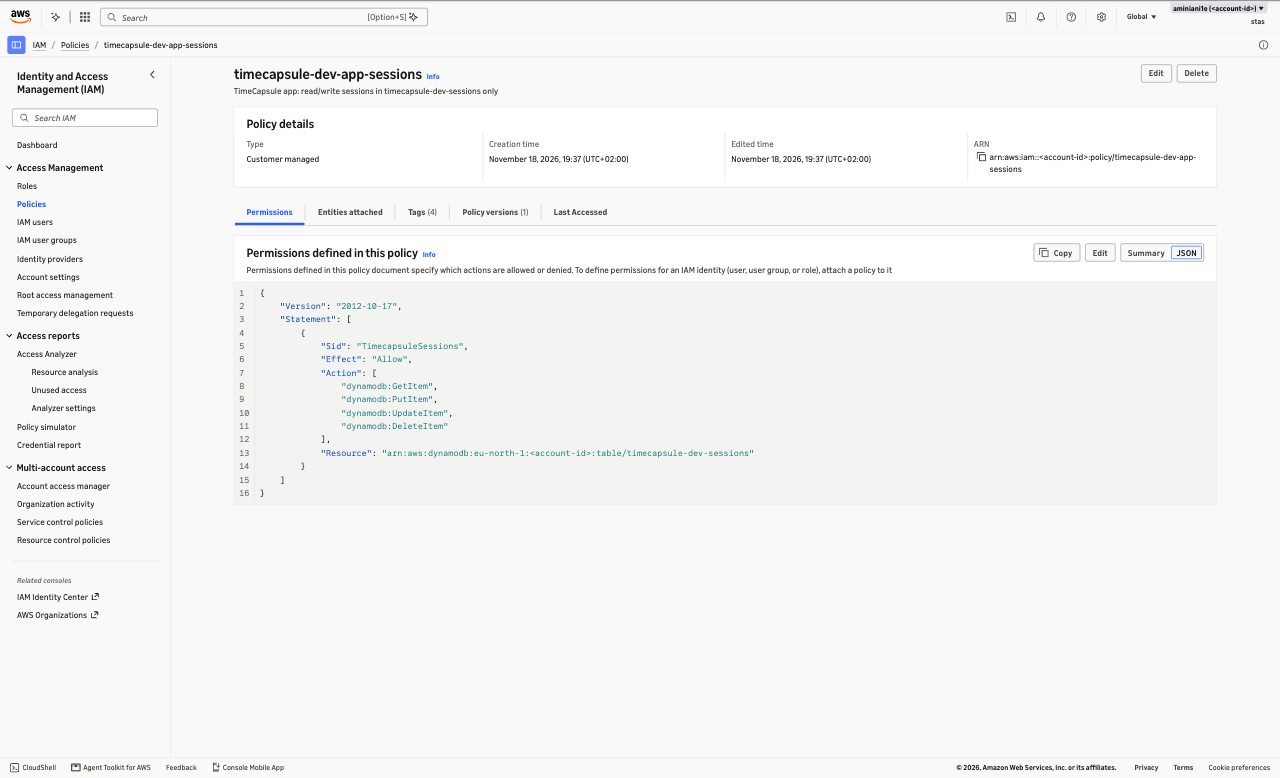 aws
Search
[Option+S]
Global
aminiani1e (<account-id>)
stas
IAM / Policies / timecapsule-dev-app-sessions
Identity and Access
Management (IAM)
Search IAM
Dashboard
Access Management
Roles
Policies
IAM users
IAM user groups
Identity providers
Account settings
Root access management
Temporary delegation requests
Access reports
Access Analyzer
Resource analysis
Unused access
Analyzer settings
Policy simulator
Credential report
Multi-account access
Account access manager
Organization activity
Service control policies
Resource control policies
Related consoles
IAM Identity Center
AWS Organizations
timecapsule-dev-app-sessions Info
Edit
Delete
TimeCapsule app: read/write sessions in timecapsule-dev-sessions only
Policy details
Type
Customer managed
Creation time
November 18, 2026, 19:37 (UTC+02:00)
Edited time
November 18, 2026, 19:37 (UTC+02:00)
ARN
arn:aws:iam::<account-id>:policy/timecapsule-dev-app-
sessions
Permissions
Entities attached
Tags (4)
Policy versions (1)
Last Accessed
Permissions defined in this policy Info
Copy
Edit
Summary
JSON
Permissions defined in this policy document specify which actions are allowed or denied. To define permissions for an IAM identity (user, user group, or role), attach a policy to it
1 {
2 "Version": "2012-10-17",
3 "Statement": [
4 {
5 "Sid": "TimecapsuleSessions",
6 "Effect": "Allow",
7 "Action": [
8 "dynamodb:GetItem",
9 "dynamodb:PutItem",
10 "dynamodb:UpdateItem",
11 "dynamodb:DeleteItem"
12 ],
13 "Resource": "arn:aws:dynamodb:eu-north-1:<account-id>:table/timecapsule-dev-sessions"
14 }
15 ]
16 }
CloudShell
Agent Toolkit for AWS
Feedback
Console Mobile App
© 2026, Amazon Web Services, Inc. or its affiliates.
Privacy
Terms
Cookie preferences